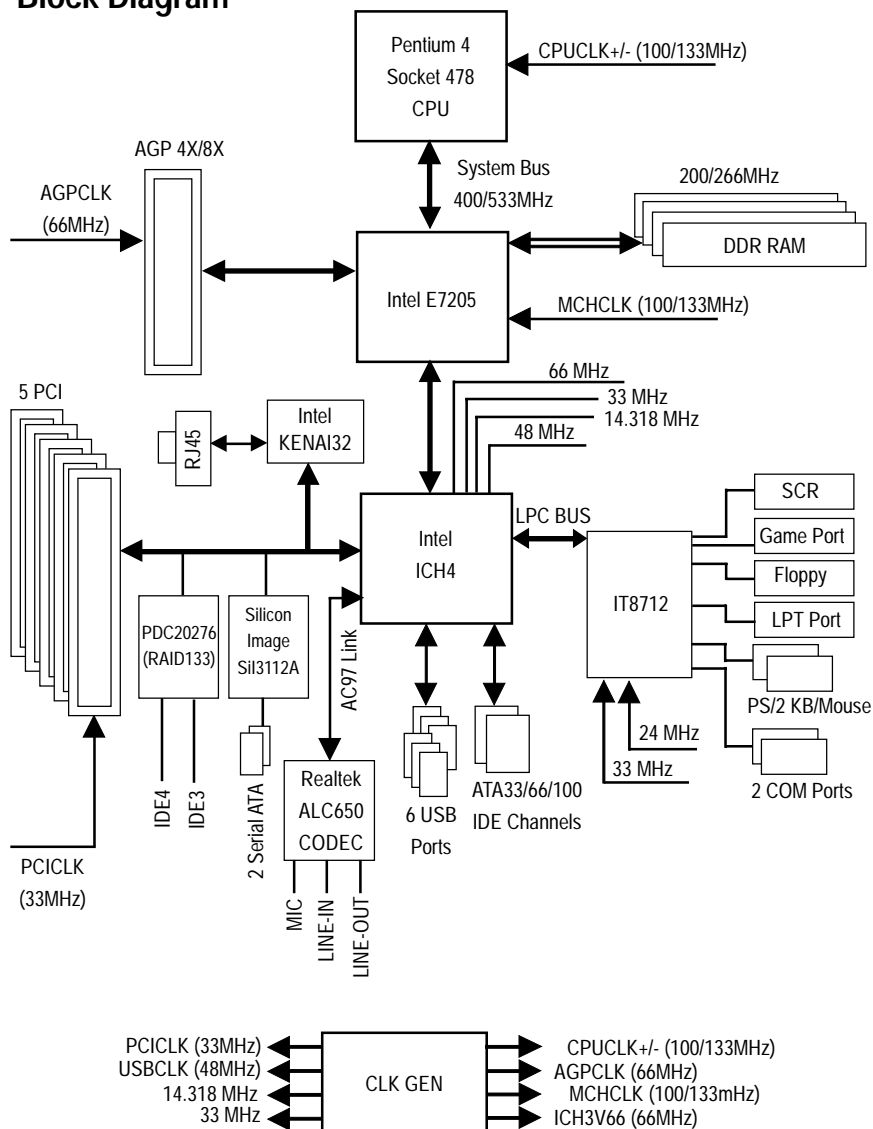 Block Diagram
Pentium 4
Socket 478
CPU
CPUCLK+/- (100/133MHz)
AGP 4X/8X
System Bus
400/533MHz
200/266MHz
AGPCLK
(66MHz)
DDR RAM
Intel E7205
MCHCLK (100/133MHz)
66 MHz
33 MHz
14.318 MHz
48 MHz
5 PCI
RJ45
Intel
KENAI32
LPC BUS
Intel
ICH4
IT8712
SCR
Game Port
Floppy
LPT Port
PS/2 KB/Mouse
2 COM Ports
24 MHz
33 MHz
PDC20276
(RAID133)
Silicon
Image
SiI3112A
AC97 Link
IDE4
IDE3
2 Serial ATA
Realtek
ALC650
CODEC
6 USB
Ports
ATA33/66/100
IDE Channels
PCICLK
(33MHz)
MIC
LINE-IN
LINE-OUT
PCICLK (33MHz)
USBCLK (48MHz)
14.318 MHz
33 MHz
CLK GEN
CPUCLK+/- (100/133MHz)
AGPCLK (66MHz)
MCHCLK (100/133mHz)
ICH3V66 (66MHz)